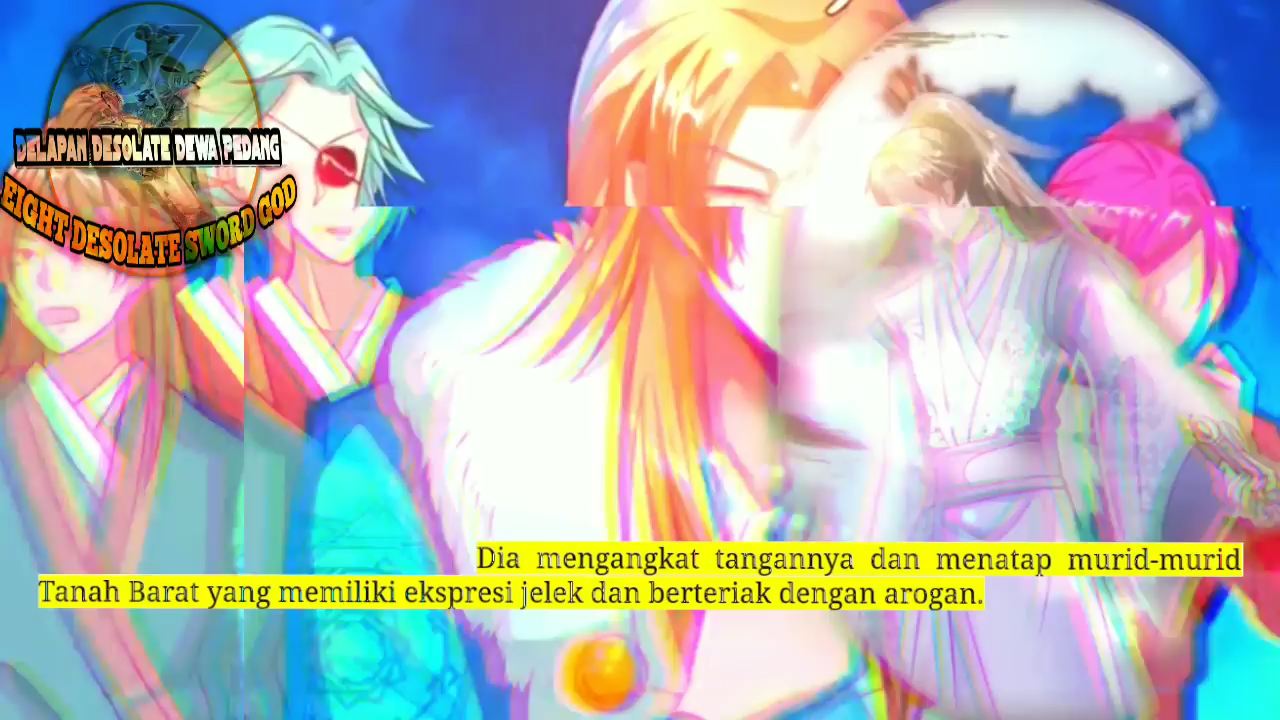 DELAPAN DESOLATE DEWA PEDANG
EIGHT DESOLATE SWORD GOD
Dia mengangkat tangannya dan menatap murid-murid
Tanah Barat yang memiliki ekspresi jelek dan berteriak dengan arogan.